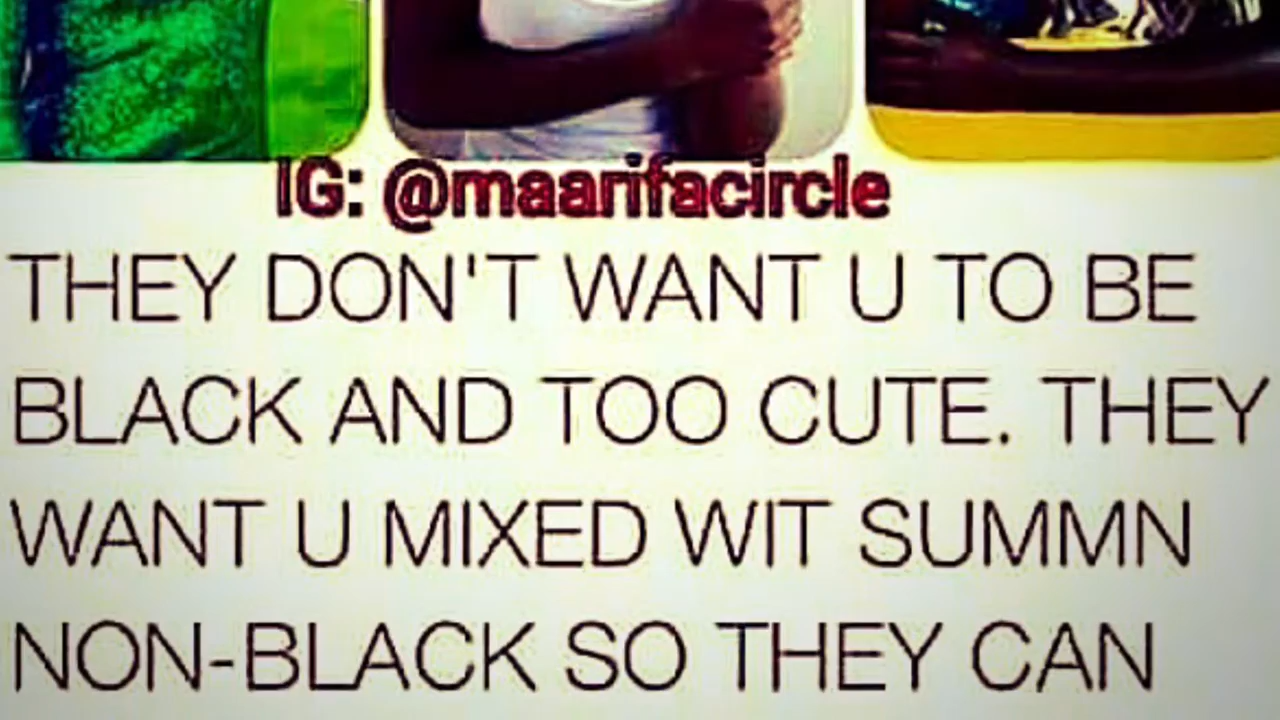 IG: @maarifacircle
THEY DON'T WANT U TO BE
BLACK AND TOO CUTE. THEY
WANT U MIXED WIT SUMMN
NON-BLACK SO THEY CAN